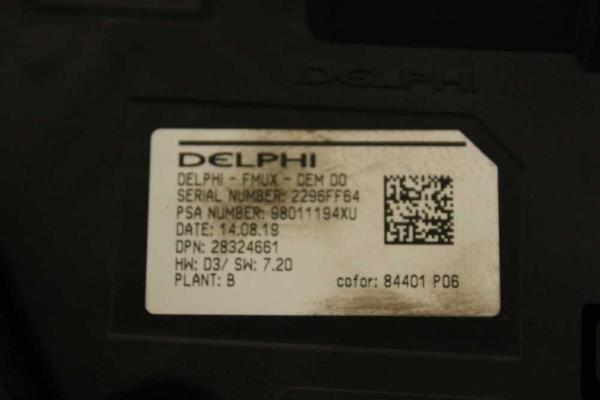 DELPHI
DELPHI
DELPHI - FMUX - CEM 00
SERIAL NUMBER: 2296FF64
PSA NUMBER: 98011194XU
DATE: 14.08.19
DPN: 28324661
HW: D3/ SW: 7.20
PLANT: B
cofor: 84401 P06